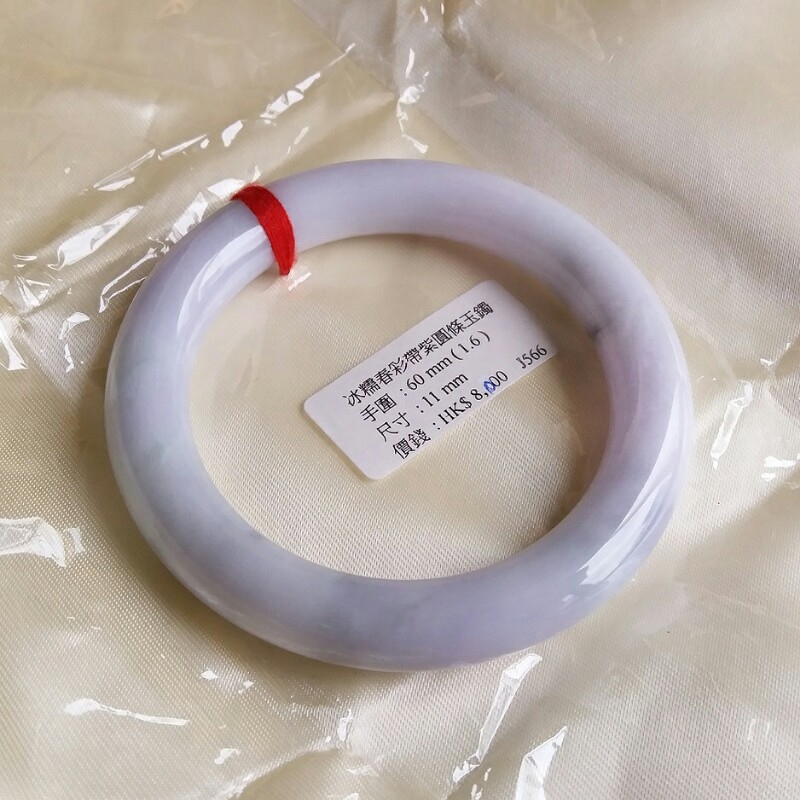 冰糯春彩帶紫圓條玉鐲
手圍 : 60 mm (1.6)
尺寸 : 11 mm
價錢 : HK$ 8,000 J566